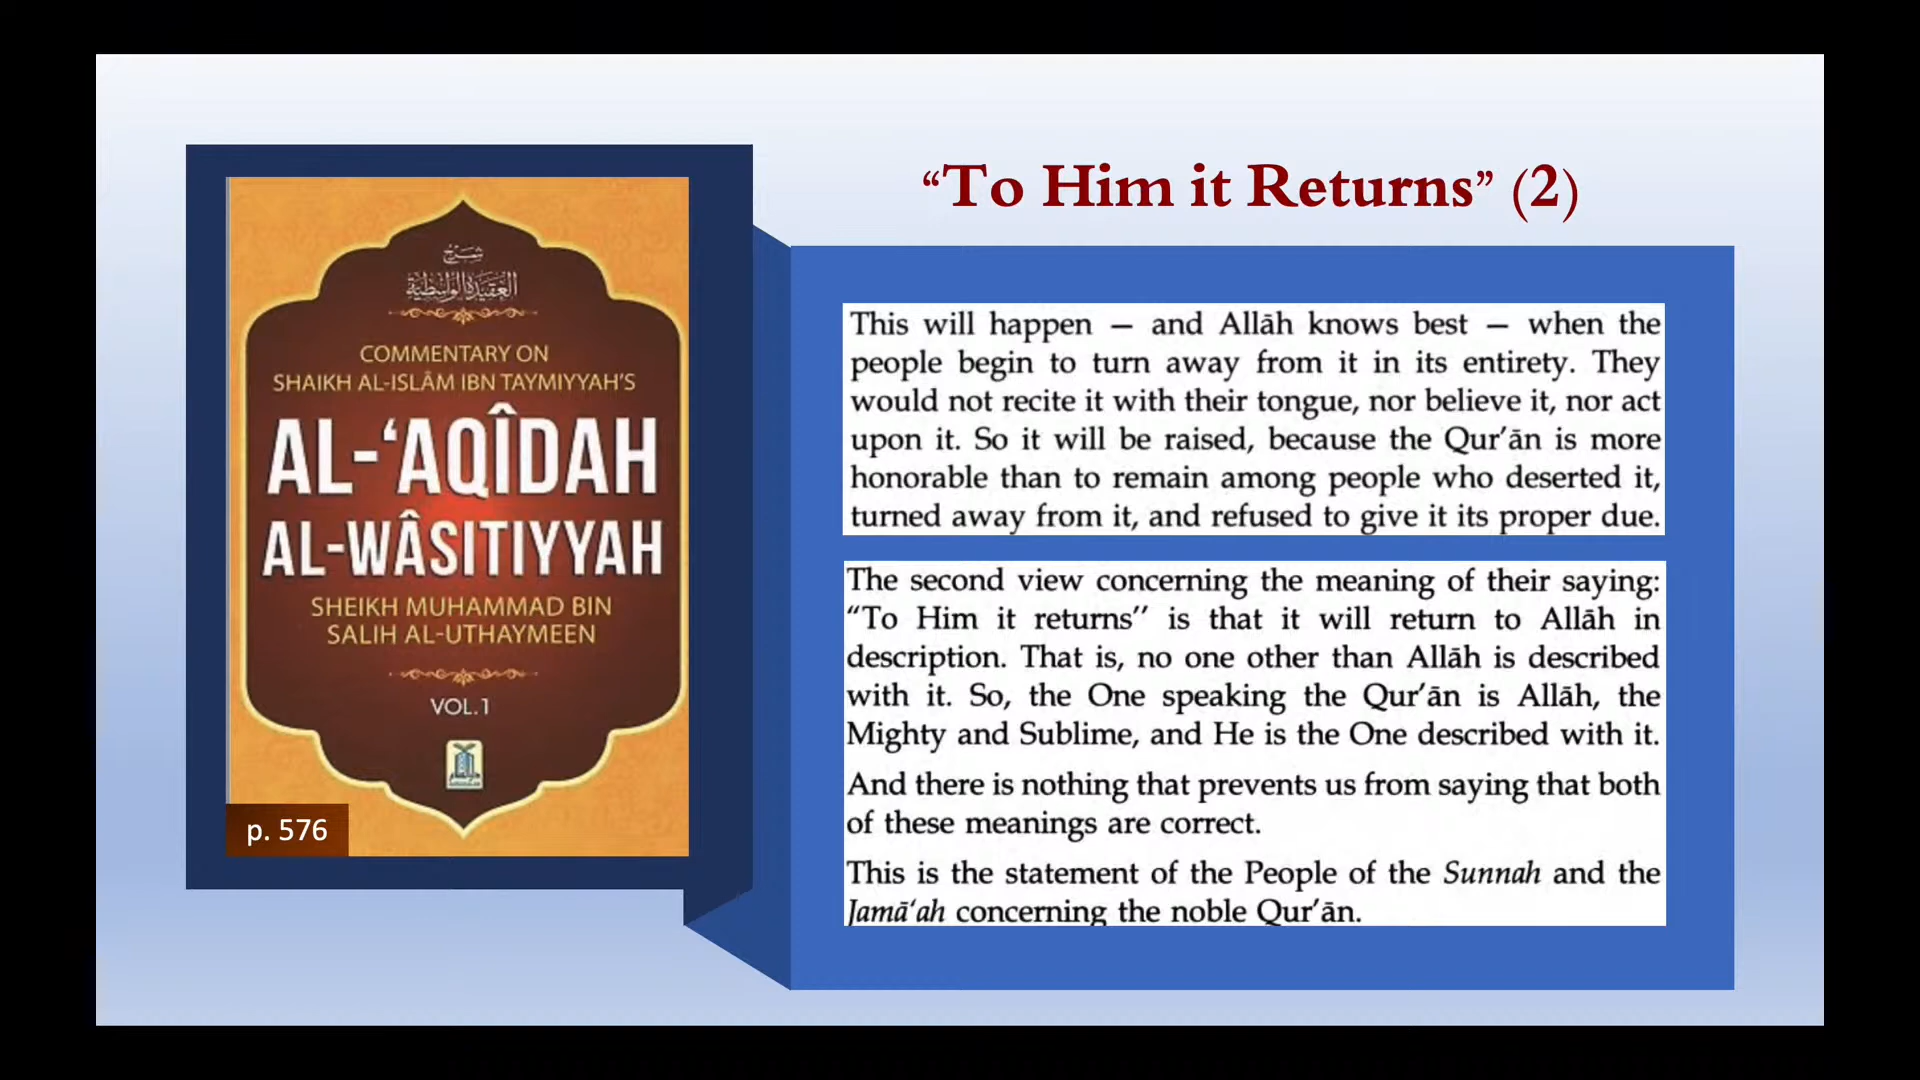 “To Him it Returns” (2)
شرح
العقيدة الواسطية
COMMENTARY ON
SHAIKH AL-ISLÂM IBN TAYMIYYAH'S
AL-‘AQÎDAH
AL-WÂSITIYYAH
SHEIKH MUHAMMAD BIN
SALIH AL-UTHAYMEEN
VOL.1
p. 576
This will happen — and Allāh knows best — when the
people begin to turn away from it in its entirety. They
would not recite it with their tongue, nor believe it, nor act
upon it. So it will be raised, because the Qur’ān is more
honorable than to remain among people who deserted it,
turned away from it, and refused to give it its proper due.
The second view concerning the meaning of their saying:
“To Him it returns’’ is that it will return to Allāh in
description. That is, no one other than Allāh is described
with it. So, the One speaking the Qur’ān is Allāh, the
Mighty and Sublime, and He is the One described with it.
And there is nothing that prevents us from saying that both
of these meanings are correct.
This is the statement of the People of the Sunnah and the
Jamā‘ah concerning the noble Qur’ān.